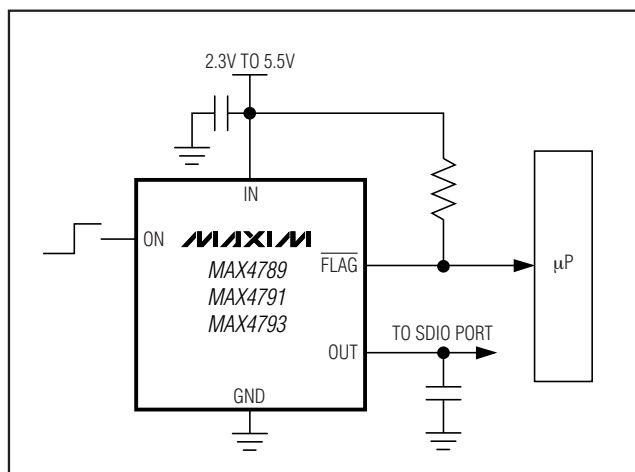 2.3V TO 5.5V
IN
ON
MAXIM
MAX4789
MAX4791
MAX4793
FLAG
µP
TO SDIO PORT
OUT
GND